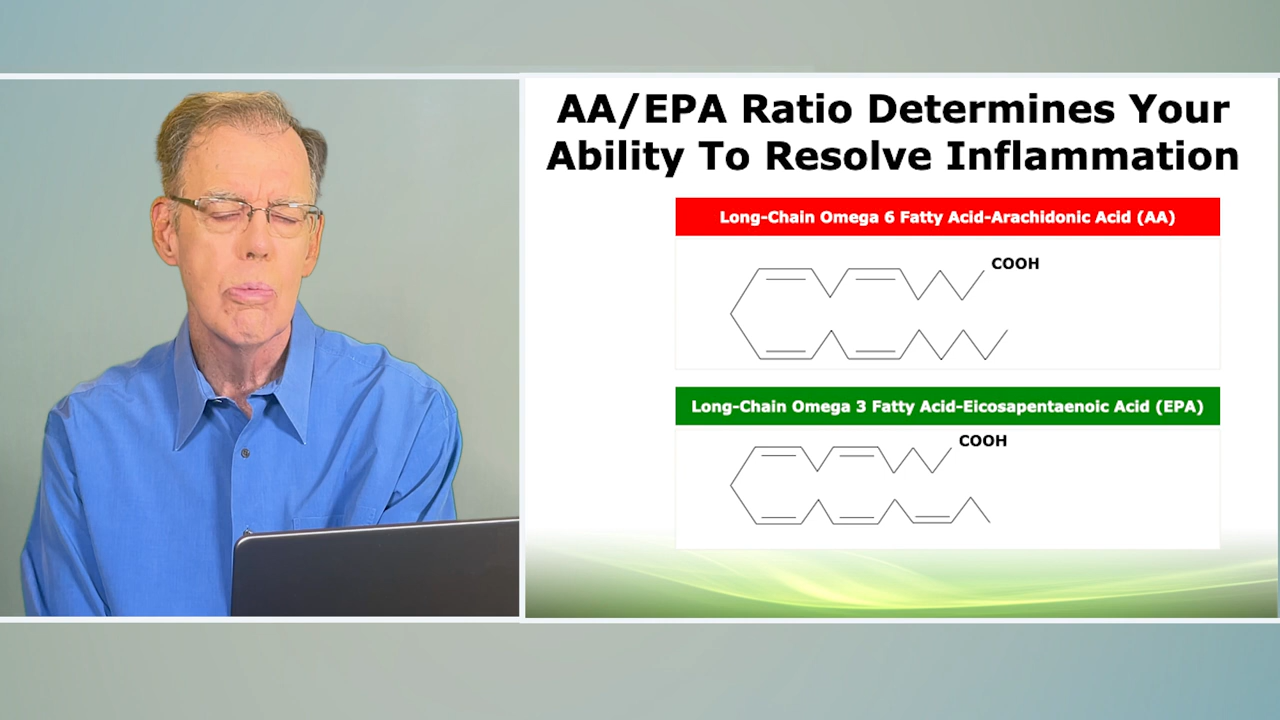 AA/EPA Ratio Determines Your
Ability To Resolve Inflammation
Long-Chain Omega 6 Fatty Acid-Arachidonic Acid (AA)
COOH
Long-Chain Omega 3 Fatty Acid-Eicosapentaenoic Acid (EPA)
COOH